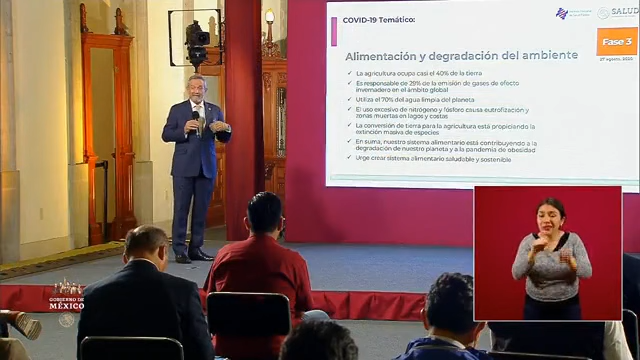 COVID-19 Temático:
SALUD
Fase 3
27 agosto, 2020
Alimentación y degradación del ambiente
✓ La agricultura ocupa casi el 40% de la tierra
✓ Es responsable de 25% de la emisión de gases de efecto
invernadero en el ámbito global
✓ Utiliza el 70% del agua limpia del planeta
✓ El uso excesivo de nitrógeno y fósforo causa eutrofización y
zonas muertas en lagos y costas
✓ La conversión de tierra para la agricultura está propiciando la
extinción masiva de especies
✓ En suma, nuestro sistema alimentario está contribuyendo a la
degradación de nuestro planeta y a la pandemia de obesidad
✓ Urge crear sistema alimentario saludable y sostenible
GOBIERNO DE
MÉXICO